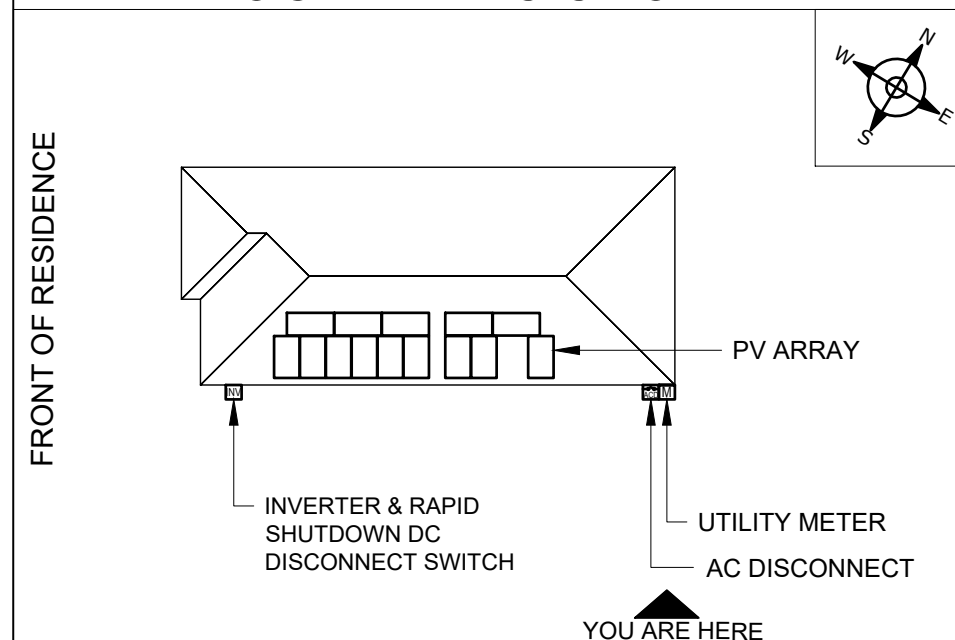 N
W
E
S
FRONT OF RESIDENCE
PV ARRAY
INV
ACD
M
INVERTER & RAPID
SHUTDOWN DC
DISCONNECT SWITCH
UTILITY METER
AC DISCONNECT
YOU ARE HERE